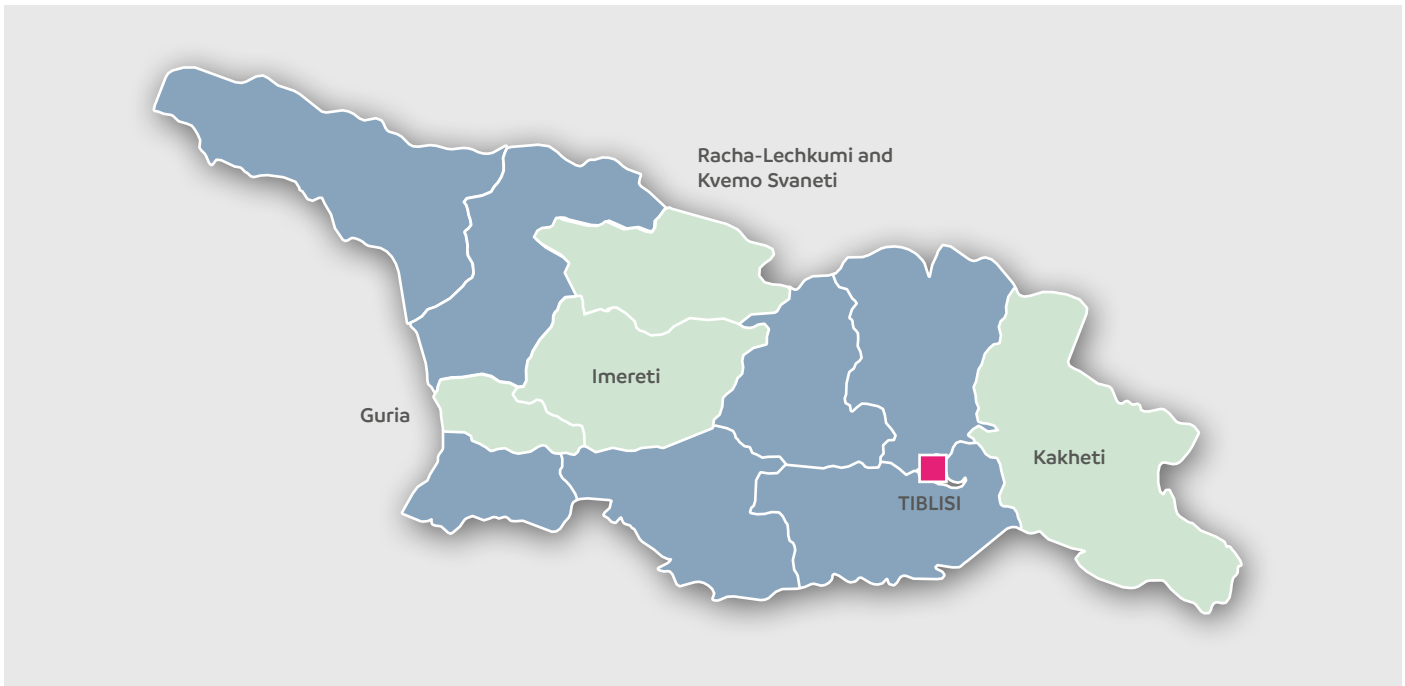 Racha-Lechkumi and
Kvemo Svaneti
Imereti
Guria
Kakheti
TIBLISI